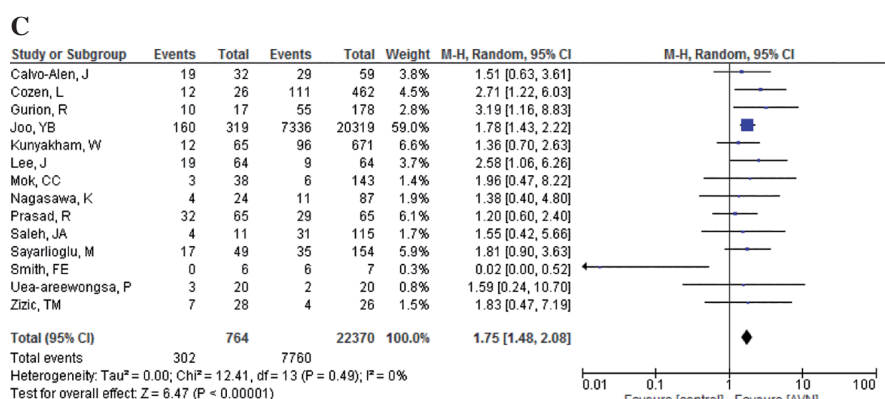 C
Study or Subgroup Events Total Events Total Weight M-H, Random, 95% CI M-H, Random, 95% CI
Calvo-Alen, J 19 32 29 59 3.8% 1.51 [0.63, 3.61]
Cozen, L 12 26 111 462 4.5% 2.71 [1.22, 6.03]
Gurion, R 10 17 55 178 2.8% 3.19 [1.16, 8.83]
Joo, YB 160 319 7336 20319 59.0% 1.78 [1.43, 2.22]
Kunyakham, W 12 65 96 671 6.6% 1.36 [0.70, 2.63]
Lee, J 19 64 9 64 3.7% 2.58 [1.06, 6.26]
Mok, CC 3 38 6 143 1.4% 1.96 [0.47, 8.22]
Nagasawa, K 4 24 11 87 1.9% 1.38 [0.40, 4.80]
Prasad, R 32 65 29 65 6.1% 1.20 [0.60, 2.40]
Saleh, JA 4 11 31 115 1.7% 1.55 [0.42, 5.66]
Sayarlioglu, M 17 49 35 154 5.9% 1.81 [0.90, 3.63]
Smith, FE 0 6 6 7 0.3% 0.02 [0.00, 0.52]
Uea-areewongsa, P 3 20 2 20 0.8% 1.59 [0.24, 10.70]
Zizic, TM 7 28 4 26 1.5% 1.83 [0.47, 7.19]
Total (95% CI) 764 22370 100.0% 1.75 [1.48, 2.08]
Total events 302 7760
Heterogeneity: Tau² = 0.00; Chi² = 12.41, df = 13 (P = 0.49); I² = 0%
Test for overall effect: Z = 6.47 (P < 0.00001)
0.01 0.1 1 10 100
Favours [control] Favours [AVN]